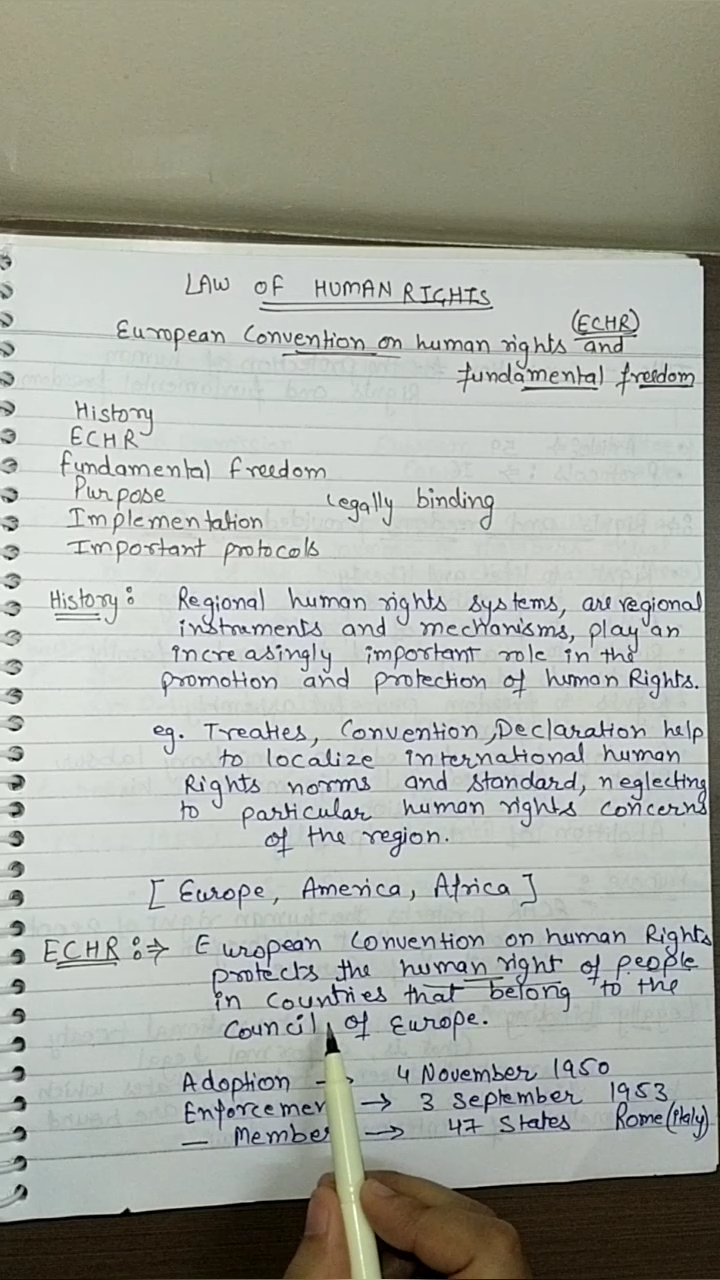 LAW OF HUMAN RIGHTS
(ECHR)
European Convention on human rights and
fundamental freedom
History
ECHR
fundamental freedom
Purpose
Implementation legally binding
Important protocols
History: Regional human rights systems, are regional
instruments and mechanisms, play an
increasingly important role in the
promotion and protection of human Rights.
eg. Treaties, Convention, Declaration help
to localize international human
Rights norms and standard, neglecting
to particular human rights concerns
of the region.
[ Europe, America, Africa ]
ECHR :⇒ European Convention on human Rights
protects the human right of people
in countries that belong to the
Council of Europe.
Adoption → 4 November 1950
Enforcemen → 3 September 1953,
— Member → 47 States Rome (Italy)